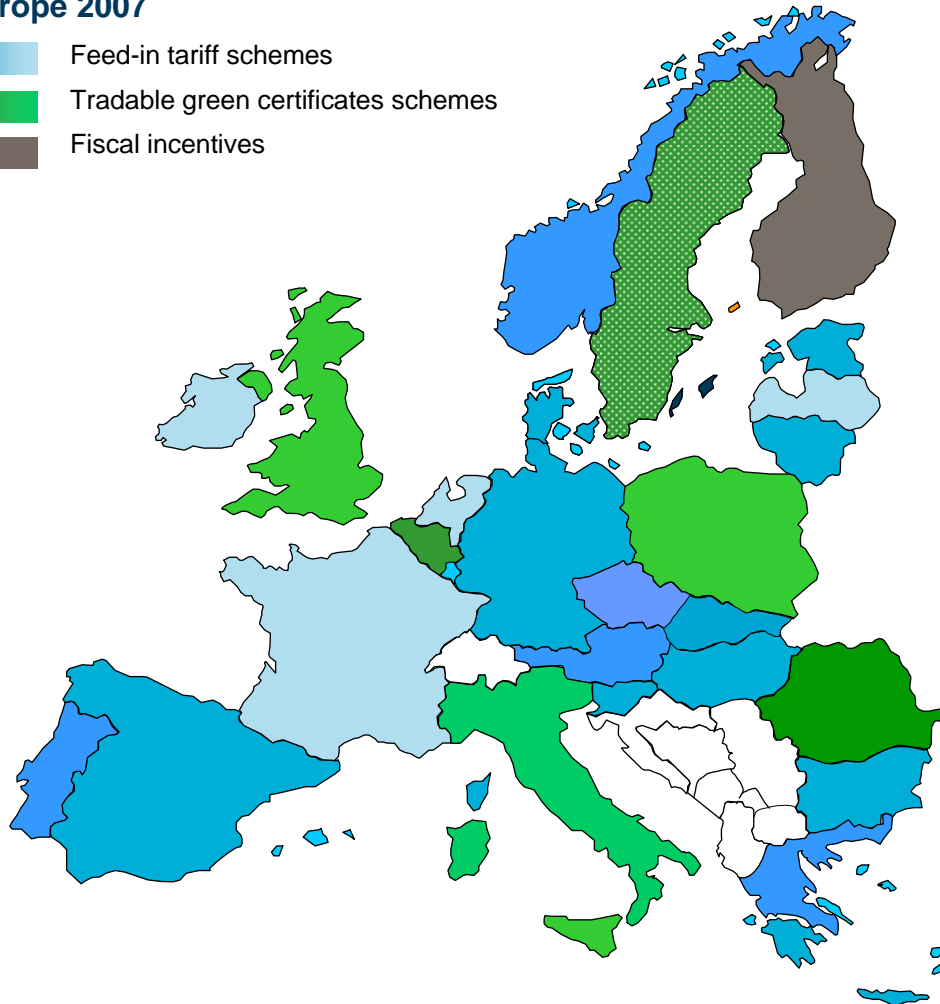 rope 2007
Feed-in tariff schemes
Tradable green certificates schemes
Fiscal incentives